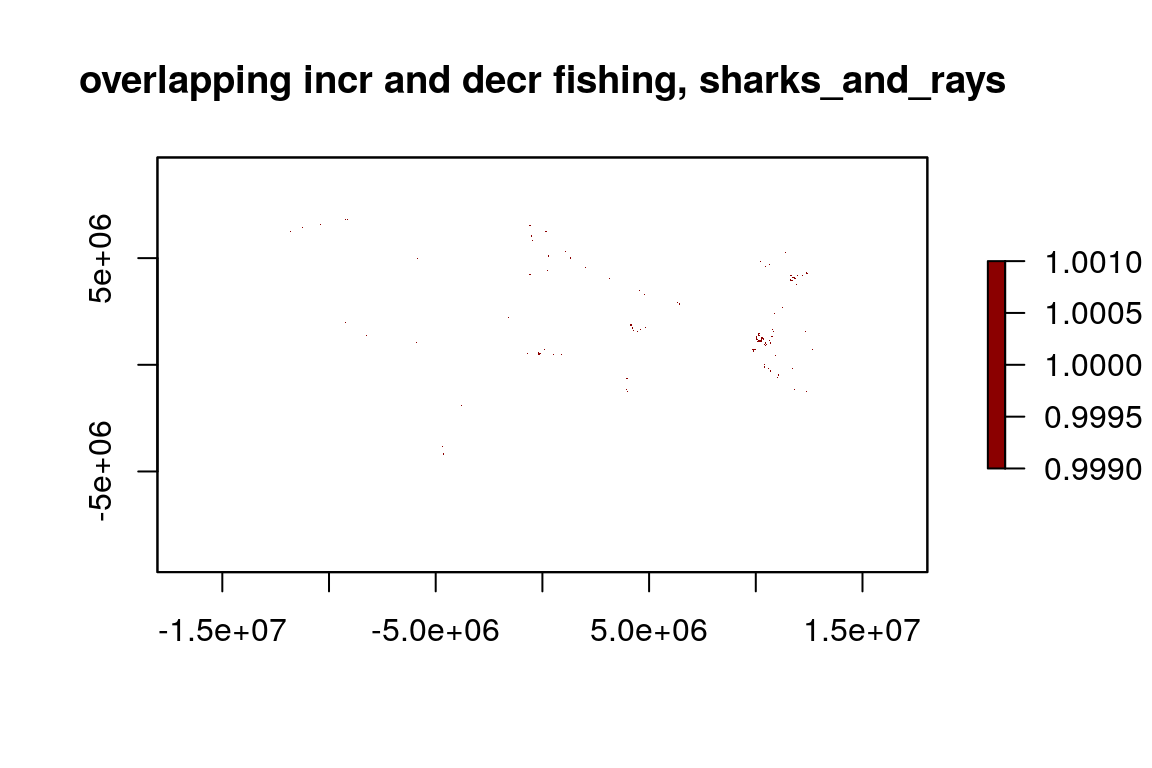 overlapping incr and decr fishing, sharks_and_rays
5e+06
-5e+06
-1.5e+07
-5.0e+06
5.0e+06
1.5e+07
1.0010
1.0005
1.0000
0.9995
0.9990